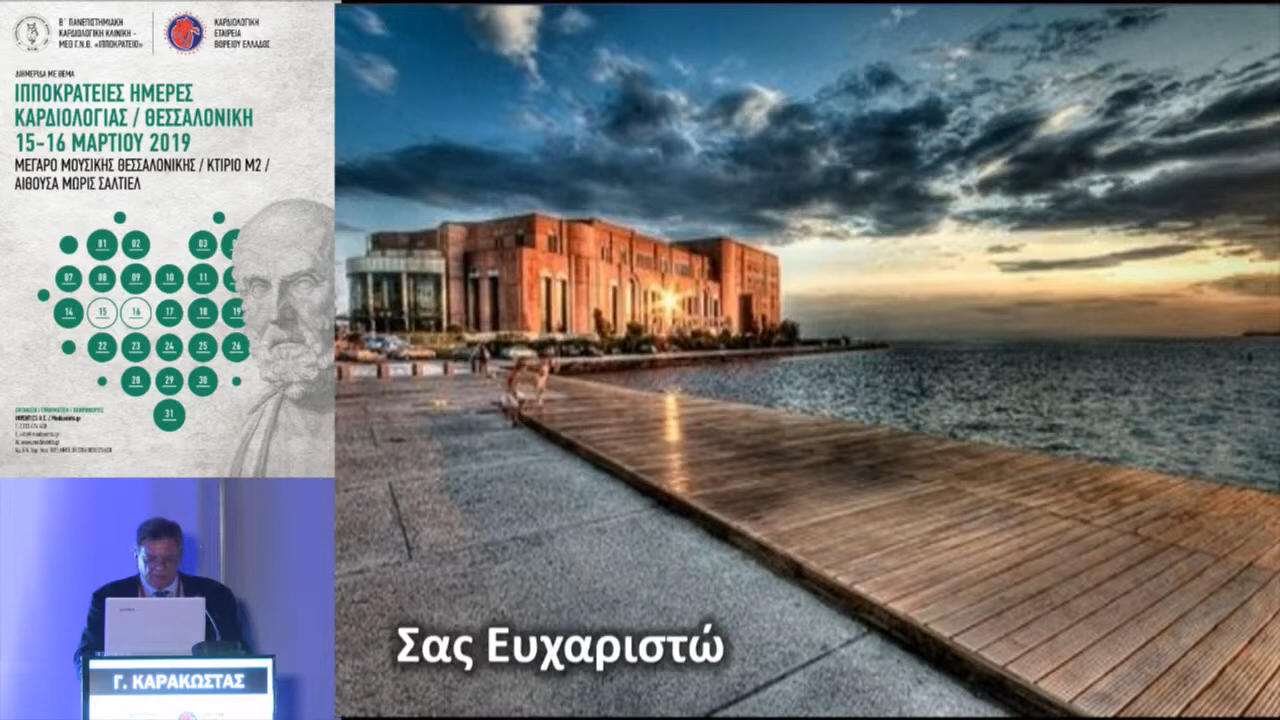 Β΄ ΠΑΝΕΠΙΣΤΗΜΙΑΚΗ
ΚΑΡΔΙΟΛΟΓΙΚΗ ΚΛΙΝΙΚΗ -
ΜΕΘ Γ.Ν.Θ. «ΙΠΠΟΚΡΑΤΕΙΟ»
ΚΑΡΔΙΟΛΟΓΙΚΗ
ΕΤΑΙΡΕΙΑ
ΒΟΡΕΙΟΥ ΕΛΛΑΔΟΣ
ΔΙΗΜΕΡΙΔΑ ΜΕ ΘΕΜΑ
ΙΠΠΟΚΡΑΤΕΙΕΣ ΗΜΕΡΕΣ
ΚΑΡΔΙΟΛΟΓΙΑΣ / ΘΕΣΣΑΛΟΝΙΚΗ
15-16 ΜΑΡΤΙΟΥ 2019
ΜΕΓΑΡΟ ΜΟΥΣΙΚΗΣ ΘΕΣΣΑΛΟΝΙΚΗΣ / ΚΤΙΡΙΟ Μ2 /
ΑΙΘΟΥΣΑ ΜΩΡΙΣ ΣΑΛΤΙΕΛ
01 02 03
07 08 09 10 11
14 15 16 17 18 19
22 23 24 25 26
28 29 30
31
Γ. ΚΑΡΑΚΩΣΤΑΣ
Σας Ευχαριστώ